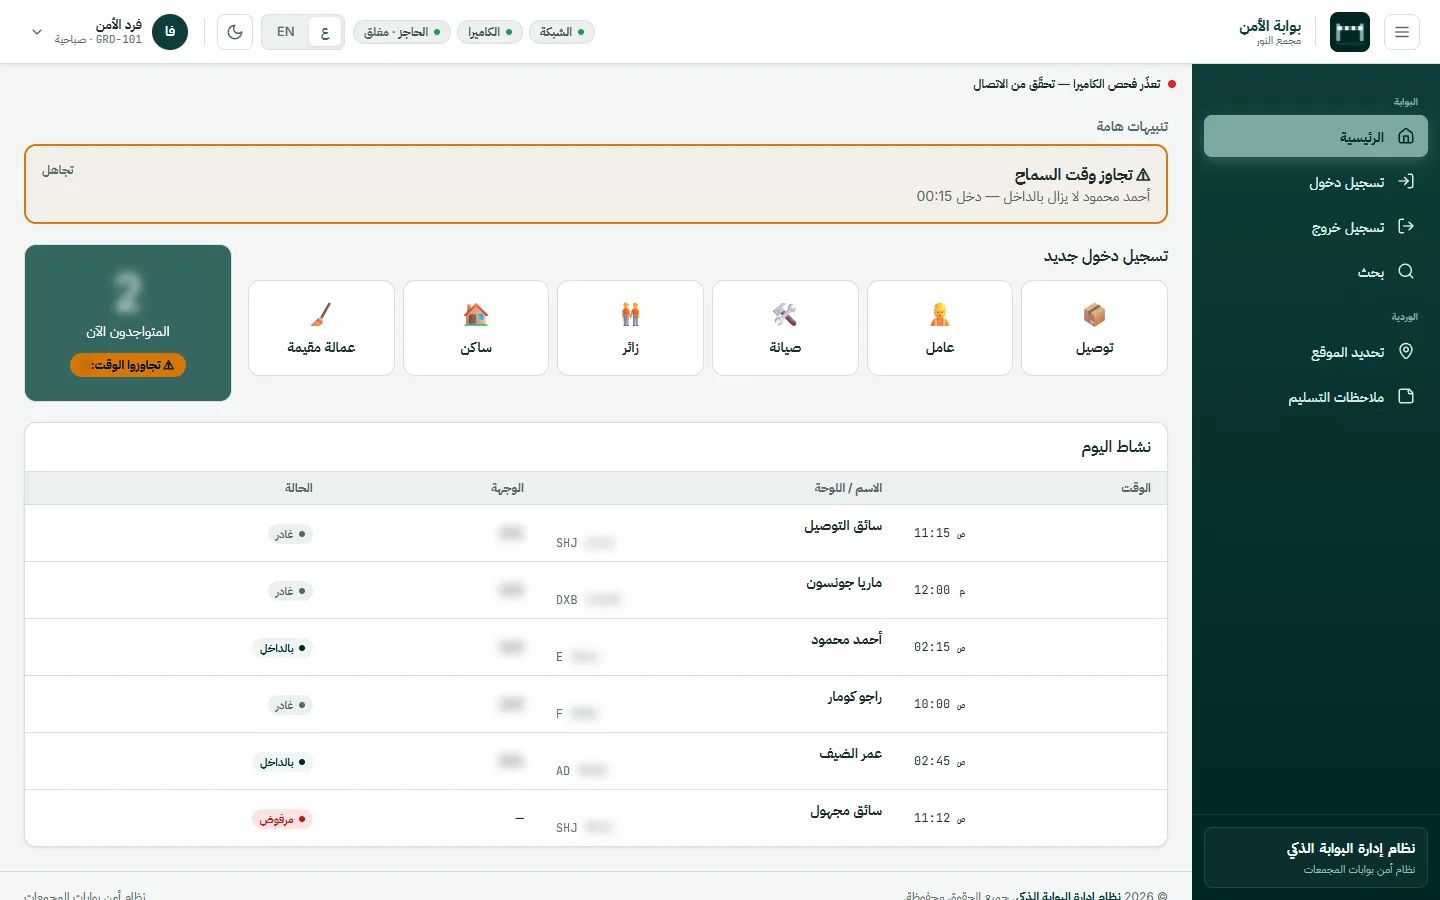 بوابة الأمن
مجمع النور
الشبكة
الكاميرا
الحاجز · مغلق
ع
EN
فا
فرد الأمن
GRD-101 · صباحية
البوابة
الرئيسية
تسجيل دخول
تسجيل خروج
بحث
الوردية
تحديد الموقع
ملاحظات التسليم
نظام إدارة البوابة الذكي
نظام أمن بوابات المجمعات
تعذّر فحص الكاميرا — تحقّق من الاتصال
تنبيهات هامة
⚠ تجاوز وقت السماح
أحمد محمود لا يزال بالداخل — دخل 00:15
تجاهل
تسجيل دخول جديد
توصيل
عامل
صيانة
زائر
ساكن
عمالة مقيمة
2
المتواجدون الآن
⚠ تجاوزوا الوقت:
نشاط اليوم
الوقت الاسم / اللوحة الوجهة الحالة
11:15 ص سائق التوصيل SHJ غادر
12:00 م ماريا جونسون DXB غادر
02:15 ص أحمد محمود E بالداخل
10:00 ص راجو كومار F غادر
02:45 ص عمر الضيف AD بالداخل
11:12 ص سائق مجهول SHJ — مرفوض
© 2026 نظام إدارة البوابة الذكي. جميع الحقوق محفوظة.
نظام أمن بوابات المجمعات